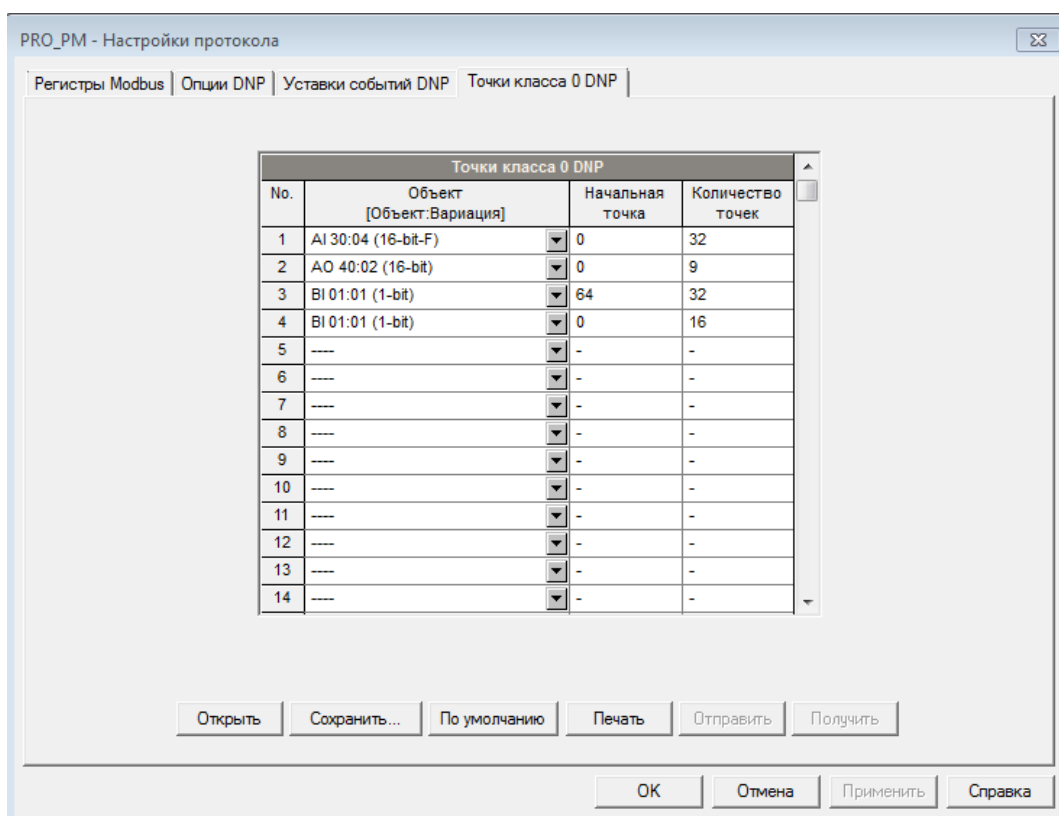 PRO_PM - Настройки протокола
Регистры Modbus Опции DNP Уставки событий DNP Точки класса 0 DNP
Точки класса 0 DNP
No. Объект [Объект:Вариация] Начальная точка Количество точек
1 AI 30:04 (16-bit-F) 0 32
2 AO 40:02 (16-bit) 0 9
3 BI 01:01 (1-bit) 64 32
4 BI 01:01 (1-bit) 0 16
5 ---- - -
6 ---- - -
7 ---- - -
8 ---- - -
9 ---- - -
10 ---- - -
11 ---- - -
12 ---- - -
13 ---- - -
14 ---- - -
Открыть Сохранить... По умолчанию Печать Отправить Получить
OK Отмена Применить Справка